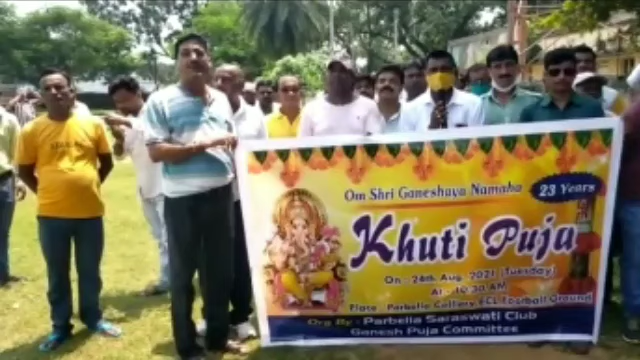 Om Shri Ganeshaya Namaha
23 Years
Khuti Puja
On - 24th Aug. 2021 (Tuesday)
At - 10:30 AM
Place - Parbelia Colliery ECL Football Ground
Org By - Parbelia Saraswati Club
Ganesh Puja Committee